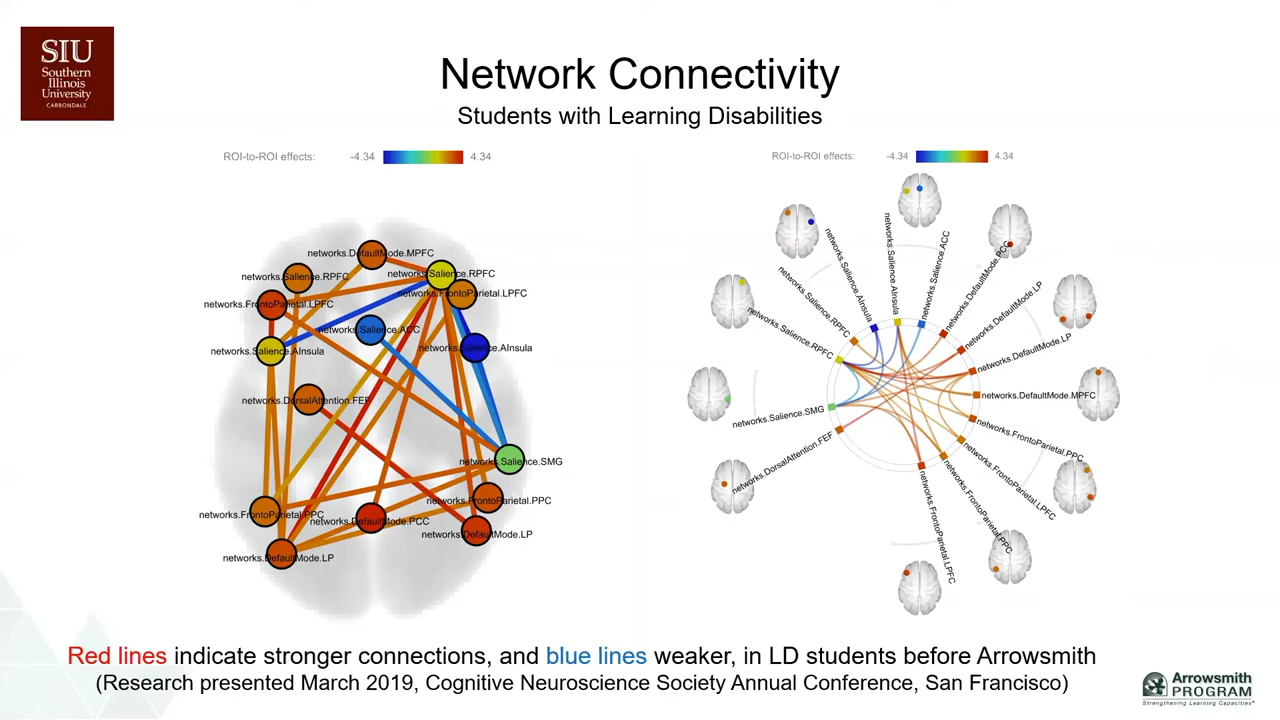 SIU
Southern
Illinois
University
CARBONDALE
Network Connectivity
Students with Learning Disabilities
ROI-to-ROI effects: -4.34 4.34
networks.DefaultMode.MPFC
networks.Salience.RPFC
networks.Salience.RPFC
networks.FrontoParietal.LPFC
networks.FrontoParietal.LPFC
networks.Salience.ACC
networks.Salience.AInsula
networks.Salience.AInsula
networks.DorsalAttention.FEF
networks.Salience.SMG
networks.FrontoParietal.PPC
networks.FrontoParietal.PPC
networks.DefaultMode.PCC
networks.DefaultMode.LP
networks.DefaultMode.LP
ROI-to-ROI effects: -4.34 4.34
networks.Salience.AInsula
networks.Salience.ACC
networks.DefaultMode.PCC
networks.DefaultMode.LP
networks.DefaultMode.LP
networks.DefaultMode.MPFC
networks.FrontoParietal.PPC
networks.FrontoParietal.LPFC
networks.FrontoParietal.PPC
networks.FrontoParietal.LPFC
networks.DorsalAttention.FEF
networks.Salience.SMG
networks.Salience.RPFC
networks.Salience.RPFC
networks.Salience.AInsula
Red lines indicate stronger connections, and blue lines weaker, in LD students before Arrowsmith
(Research presented March 2019, Cognitive Neuroscience Society Annual Conference, San Francisco)
Arrowsmith
PROGRAM
Strengthening Learning Capacities®